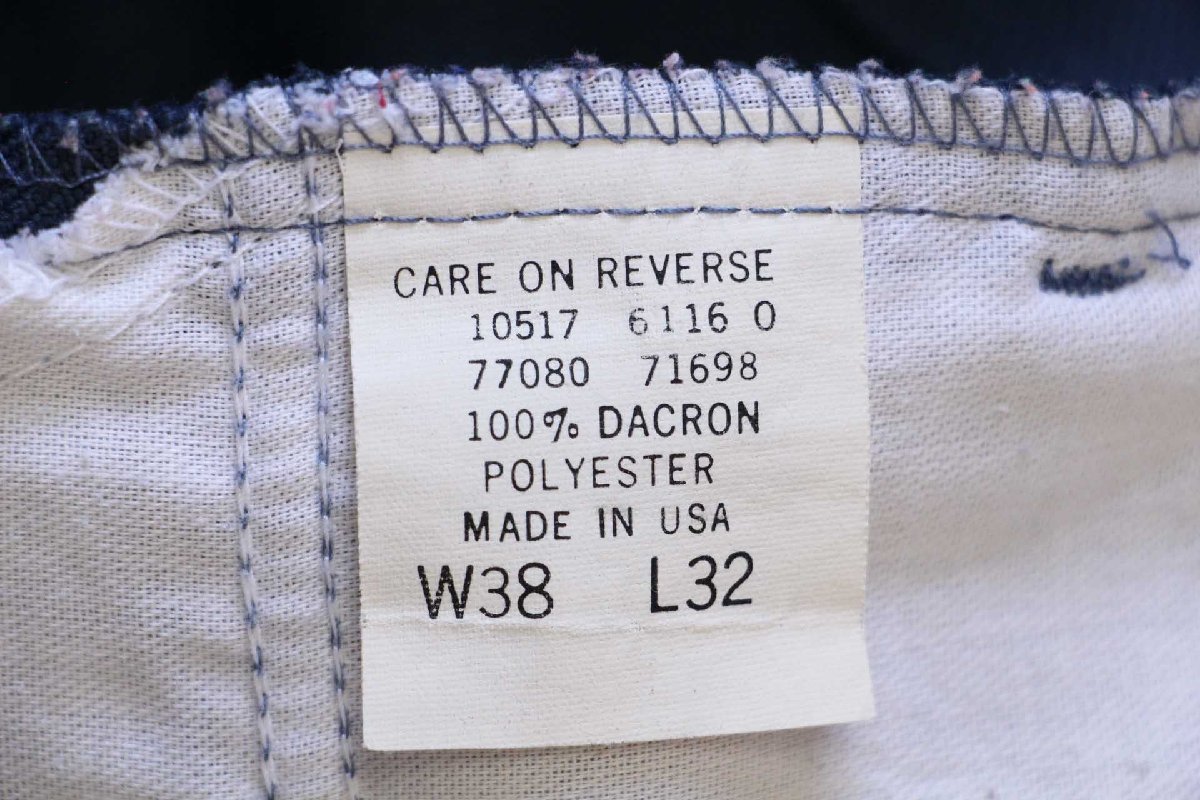 CARE ON REVERSE
10517 6116 0
77080 71698
100% DACRON
POLYESTER
MADE IN USA
W38 L32